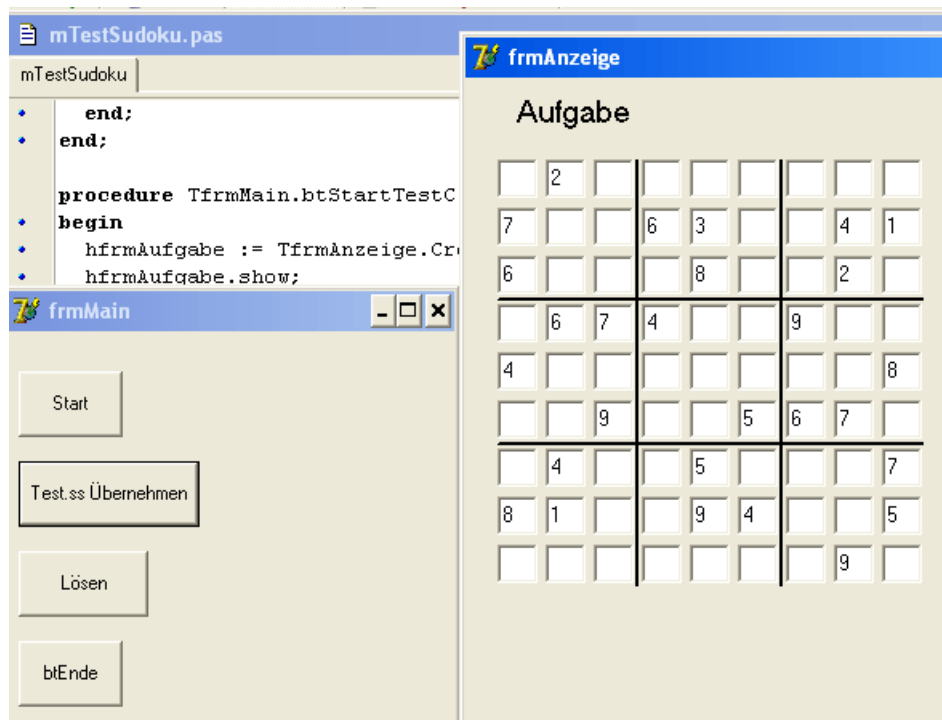 mTestSudoku.pas
mTestSudoku
end;
end;
procedure TfrmMain.btStartTestC
begin
hfrmAufgabe := TfrmAnzeige.Cr
hfrmAufgabe.show;
frmMain
Start
Test.ss Übernehmen
Lösen
btEnde
frmAnzeige
Aufgabe
2
7 6 3 4 1
6 8 2
6 7 4 9
4 8
9 5 6 7
4 5 7
8 1 9 4 5
9